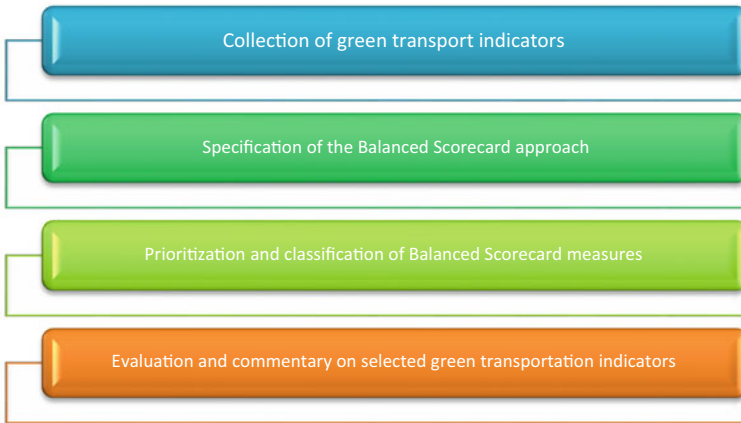 Collection of green transport indicators
Specification of the Balanced Scorecard approach
Prioritization and classification of Balanced Scorecard measures
Evaluation and commentary on selected green transportation indicators